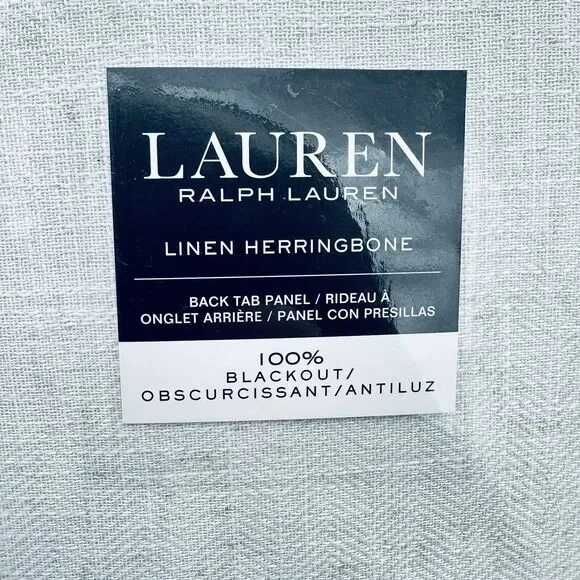 LAUREN
RALPH LAUREN
LINEN HERRINGBONE
BACK TAB PANEL / RIDEAU À
ONGLET ARRIÈRE / PANEL CON PRESILLAS
100%
BLACKOUT/
OBSCURCISSANT/ANTILUZ